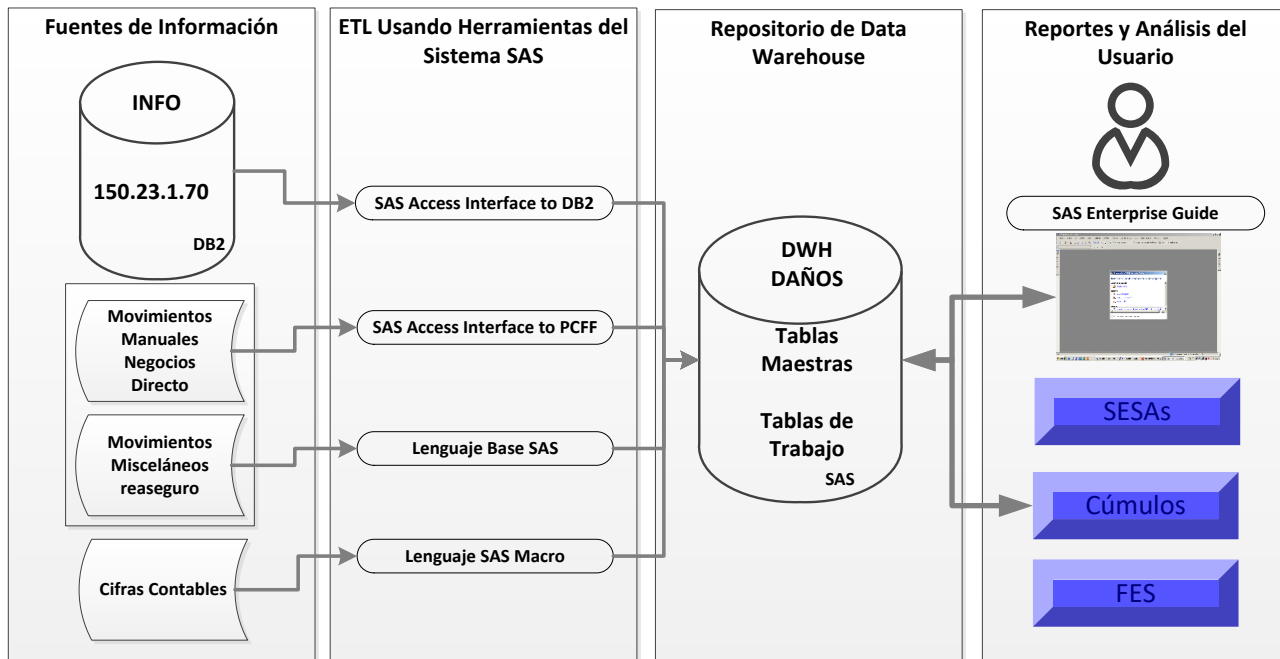 Fuentes de Información
INFO
150.23.1.70
DB2
Movimientos
Manuales
Negocios
Directo
Movimientos
Misceláneos
reaseguro
Cifras Contables
ETL Usando Herramientas del
Sistema SAS
SAS Access Interface to DB2
SAS Access Interface to PCFF
Lenguaje Base SAS
Lenguaje SAS Macro
Repositorio de Data
Warehouse
DWH
DAÑOS
Tablas
Maestras
Tablas de
Trabajo
SAS
Reportes y Análisis del
Usuario
SAS Enterprise Guide
SESAs
Cúmulos
FES